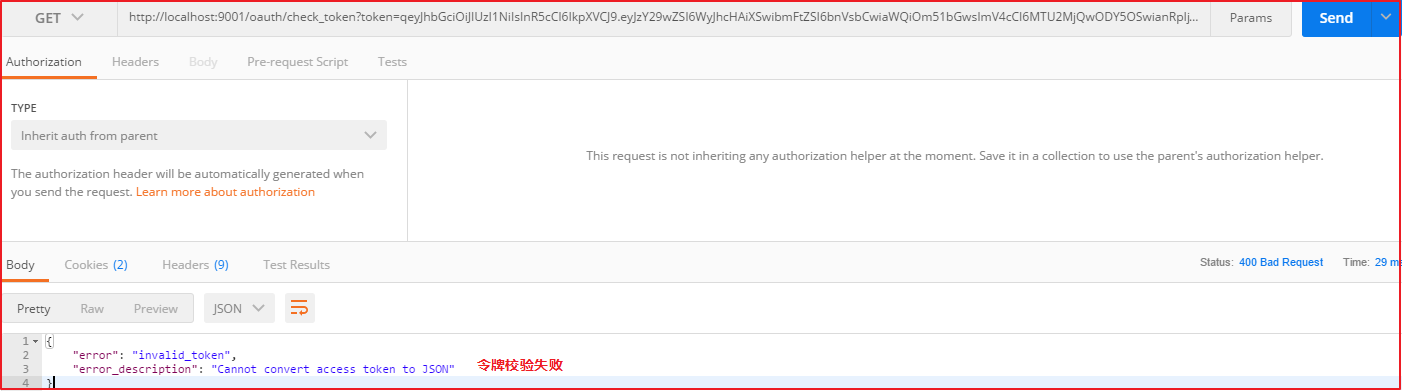 GET http://localhost:9001/oauth/check_token?token=qeyJhbGciOiJIUzI1NiIsInR5cCI6IkpXVCJ9.eyJzY29wZSI6WyJhcHAiXSwibmFtZSI6bnVsbCwiaWQiOm51bGwsImV4cCI6MTU2MjQwODY5OSwianRpIj... Params Send
Authorization Headers Body Pre-request Script Tests
TYPE
Inherit auth from parent
This request is not inheriting any authorization helper at the moment. Save it in a collection to use the parent's authorization helper.
The authorization header will be automatically generated when
you send the request. Learn more about authorization
Body Cookies (2) Headers (9) Test Results Status: 400 Bad Request Time: 29 ms
Pretty Raw Preview JSON
1 {
2 "error": "invalid_token",
3 "error_description": "Cannot convert access token to JSON" 令牌校验失败
4 }